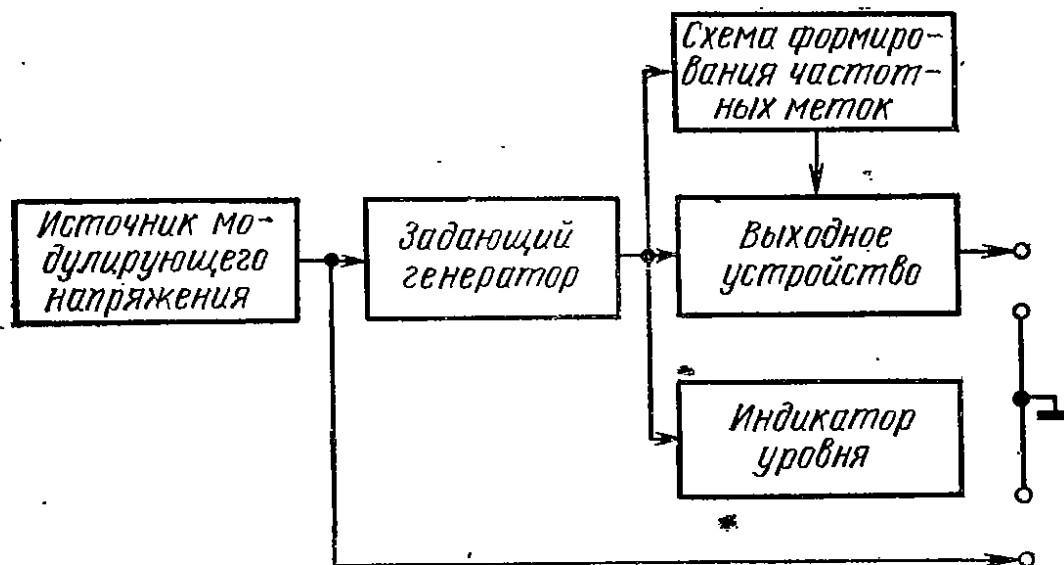 Схема формиро-
вания частот-
ных меток
Источник мо-
дулирующего
напряжения
Задающий
генератор
Выходное
устройство
Индикатор
уровня